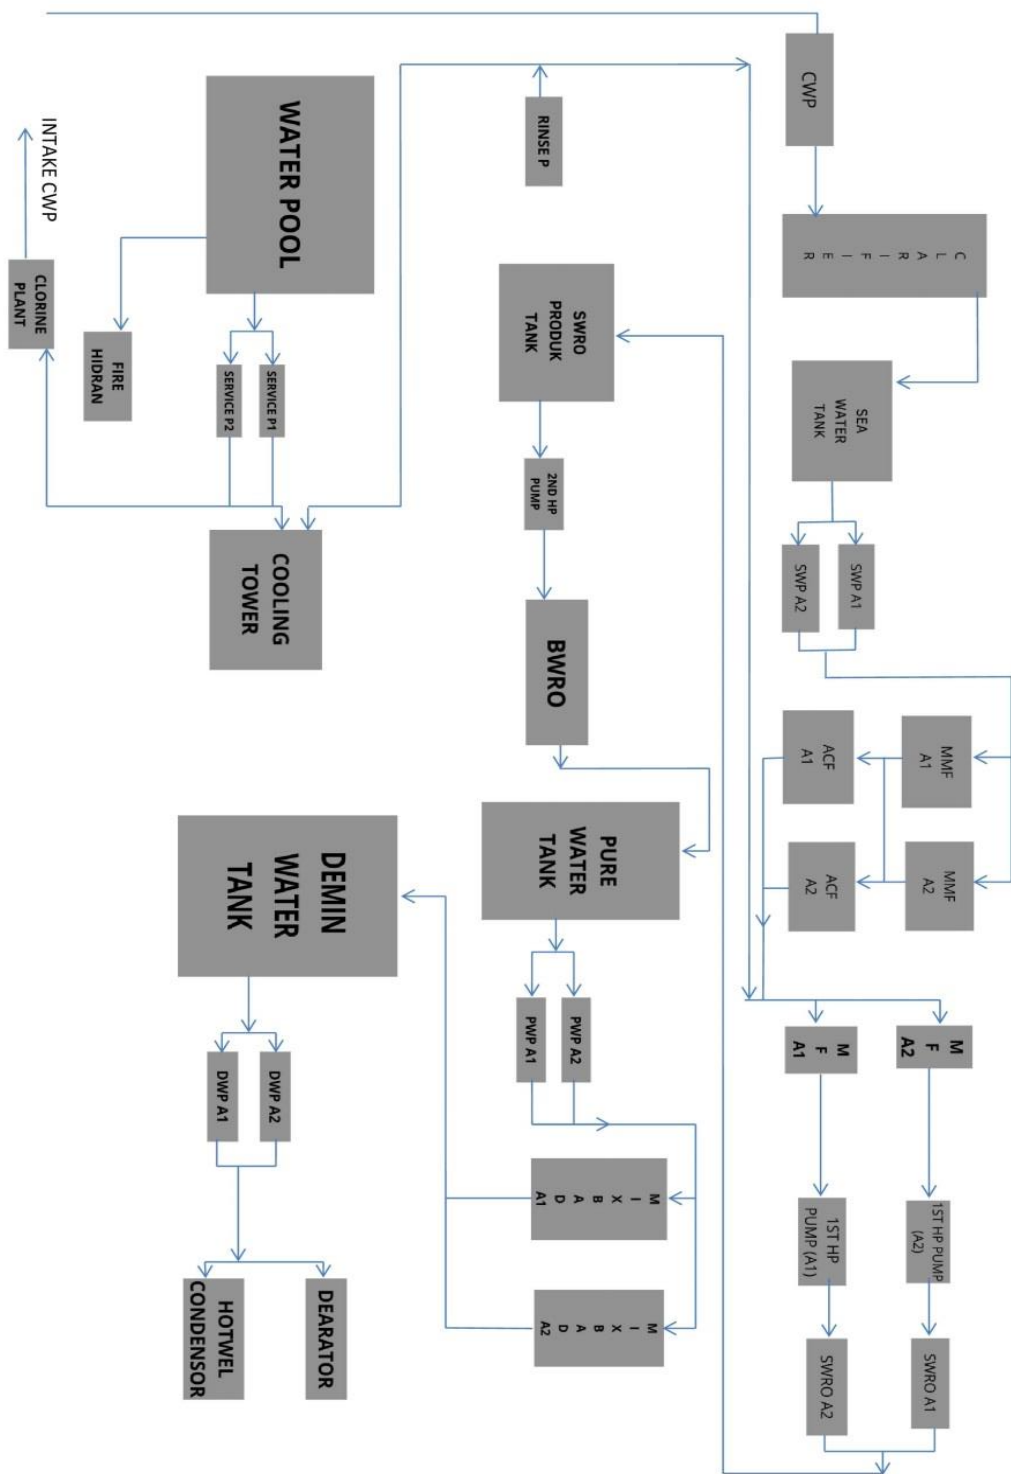 CWP
CLARIFIER
SEA
WATER
TANK
SWP A1
SWP A2
MMF
A1
MMF
A2
ACF
A1
ACF
A2
M
F
A2
M
F
A1
1ST HP PUMP
(A2)
1ST HP
PUMP (A1)
SWRO A1
SWRO A2
RINSE P
SWRO
PRODUK
TANK
2ND HP
PUMP
BWRO
PURE
WATER
TANK
PWP A2
PWP A1
MIXBAD
A1
MIXBAD
A2
WATER POOL
SERVICE P1
SERVICE P2
COOLING
TOWER
DEMIN
WATER
TANK
DWP A2
DWP A1
DEARATOR
HOTWEL
CONDENSOR
INTAKE CWP
CLORINE
PLANT
FIRE
HIDRAN